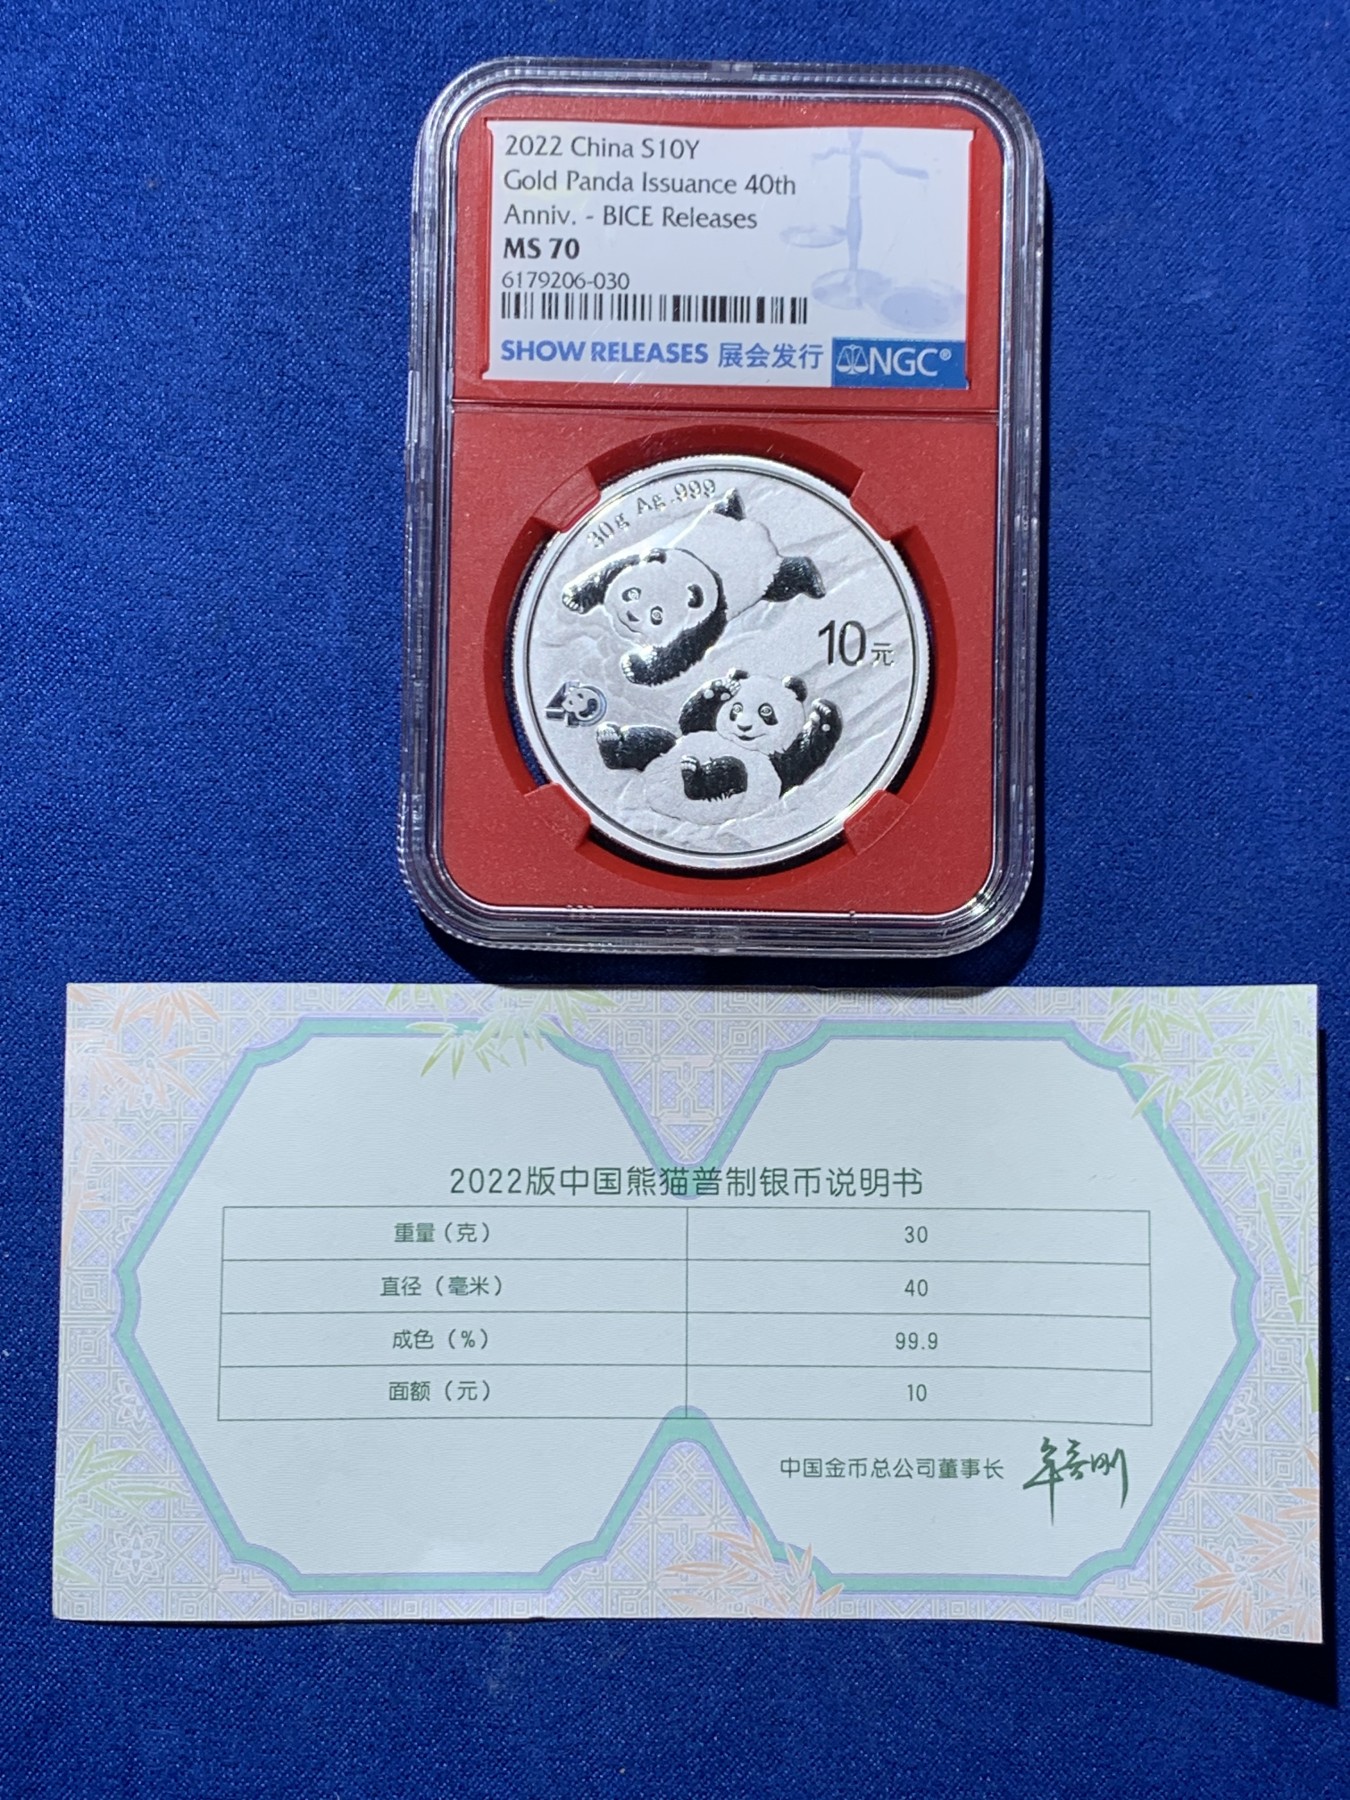 2022 China S10Y
Gold Panda Issuance 40th
Anniv. - BICE Releases
MS 70
6179206-030
SHOW RELEASES 展会发行 NGC®
30g Ag .999
10元
2022版中国熊猫普制银币说明书
重量（克） 30
直径（毫米） 40
成色（%） 99.9
面额（元） 10
中国金币总公司董事长